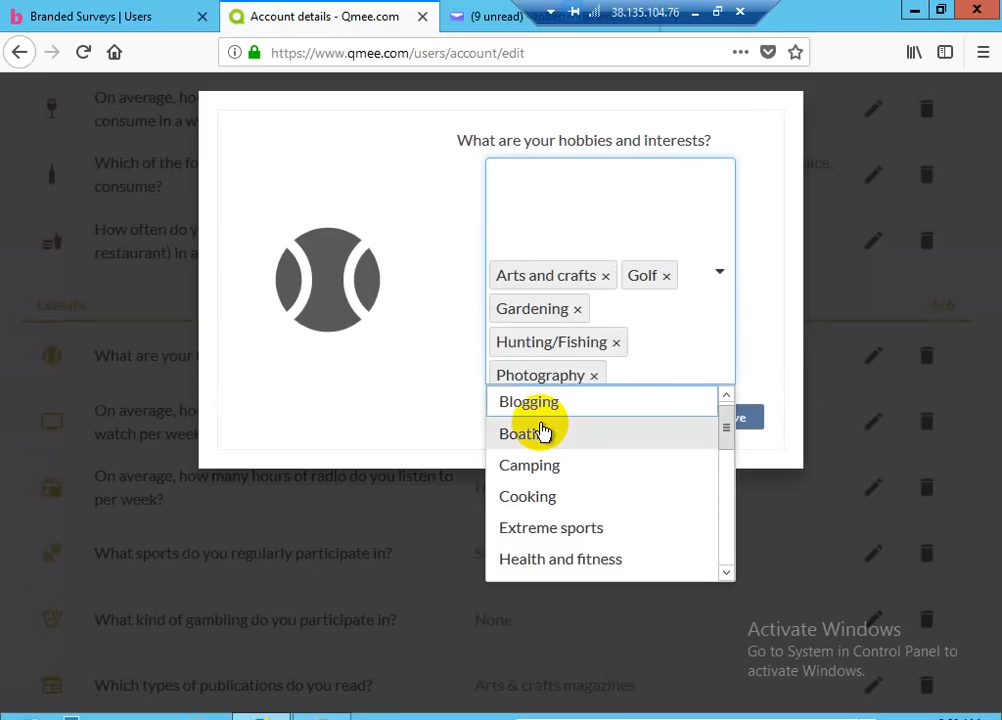 Branded Surveys | Users
Account details - Qmee.com
(9 unread)
38.135.104.76
https://www.qmee.com/users/account/edit
On average, ho
consume in a w
Which of the fo
uice,
consume?
How often do y
restaurant) in a
Leisure
6/6
What are your h
On average, ho
watch per week
On average, how many hours of radio do you listen to
per week?
What sports do you regularly participate in?
What kind of gambling do you participate in?
None
Which types of publications do you read?
Arts & crafts magazines
What are your hobbies and interests?
Arts and crafts × Golf ×
Gardening ×
Hunting/Fishing ×
Photography ×
Blogging
Boating
Camping
Cooking
Extreme sports
Health and fitness
ve
Activate Windows
Go to System in Control Panel to
activate Windows.